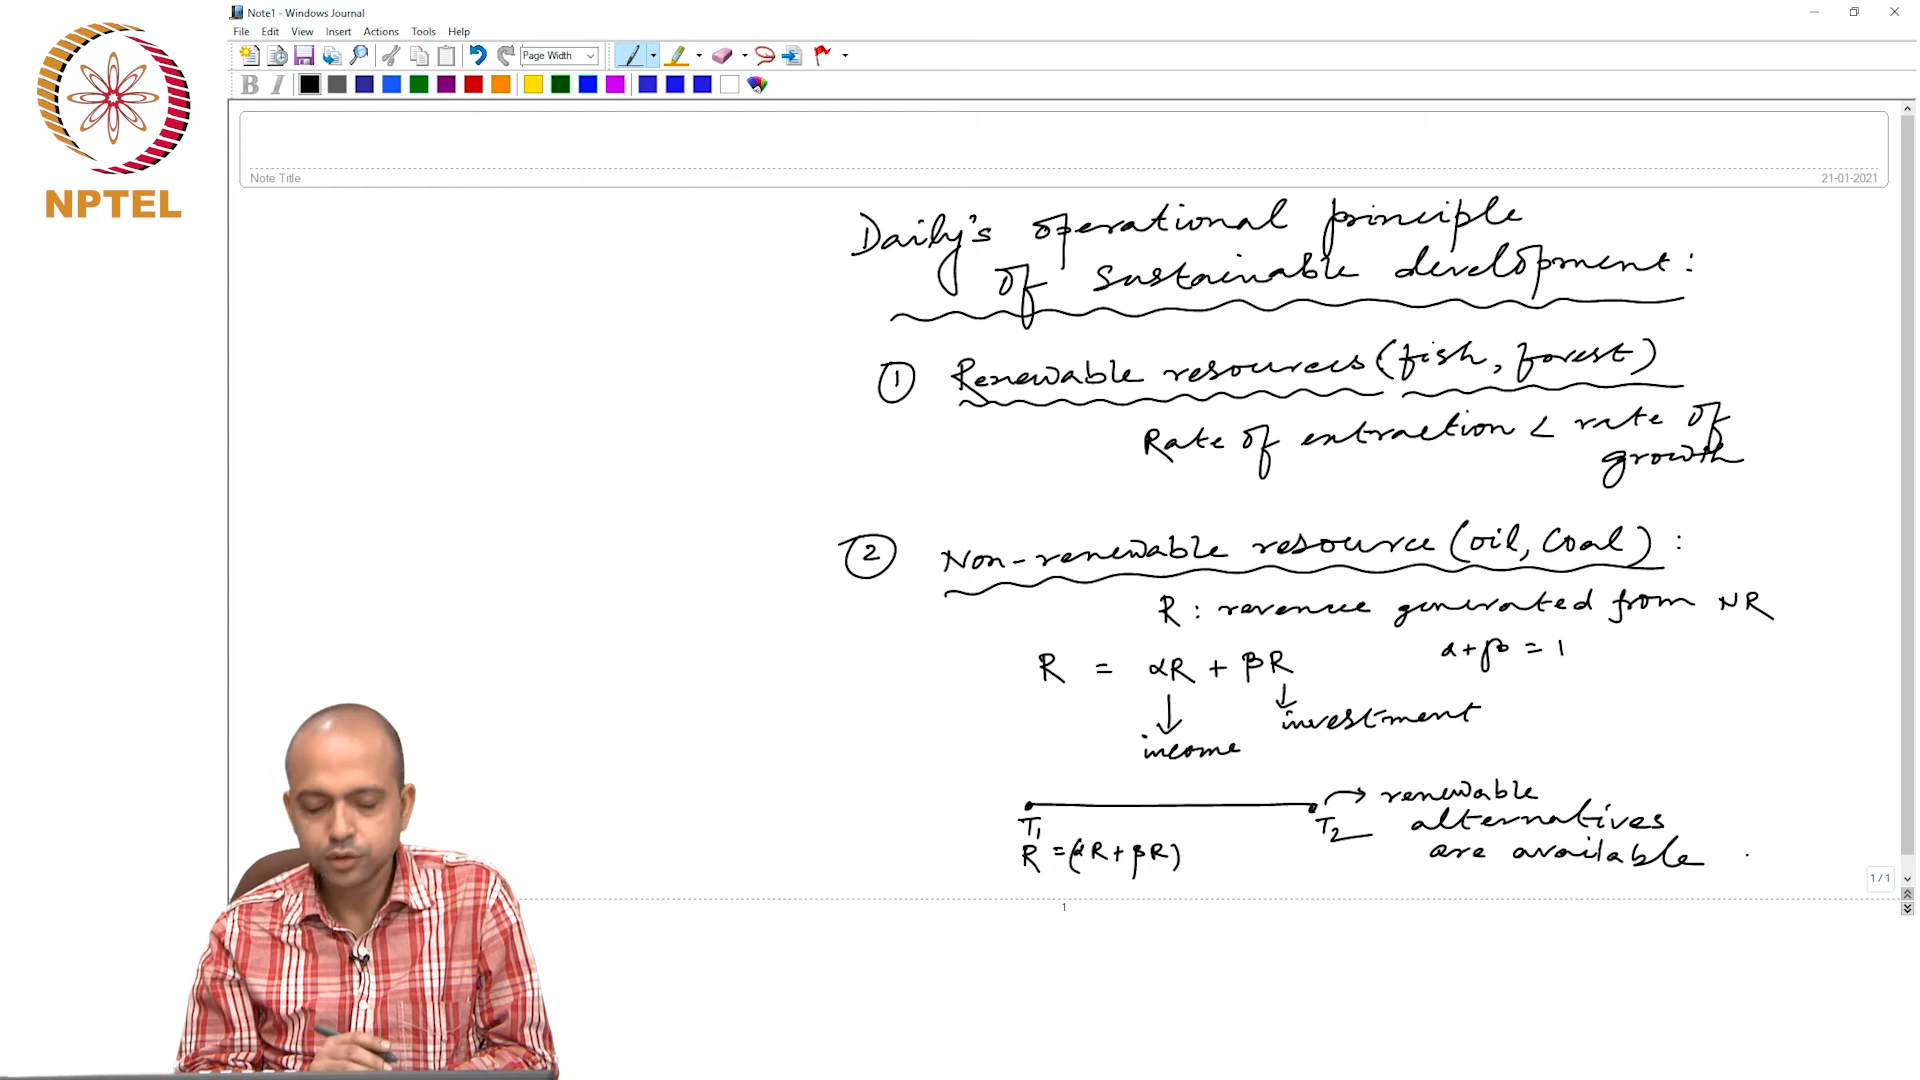 Note1 - Windows Journal
File Edit View Insert Actions Tools Help
Page Width
B I
NPTEL
Note Title
21-01-2021
Daily's operational principle
of sustainable development:
① Renewable resources (fish, forest)
Rate of extraction < rate of
growth
② Non-renewable resource (oil, coal):
R: revenue generated from NR
R = αR + βR
α+β = 1
↓ ↓
investment
income
renewable
T1 T2 alternatives
R = (αR + βR) are available
1/1
1